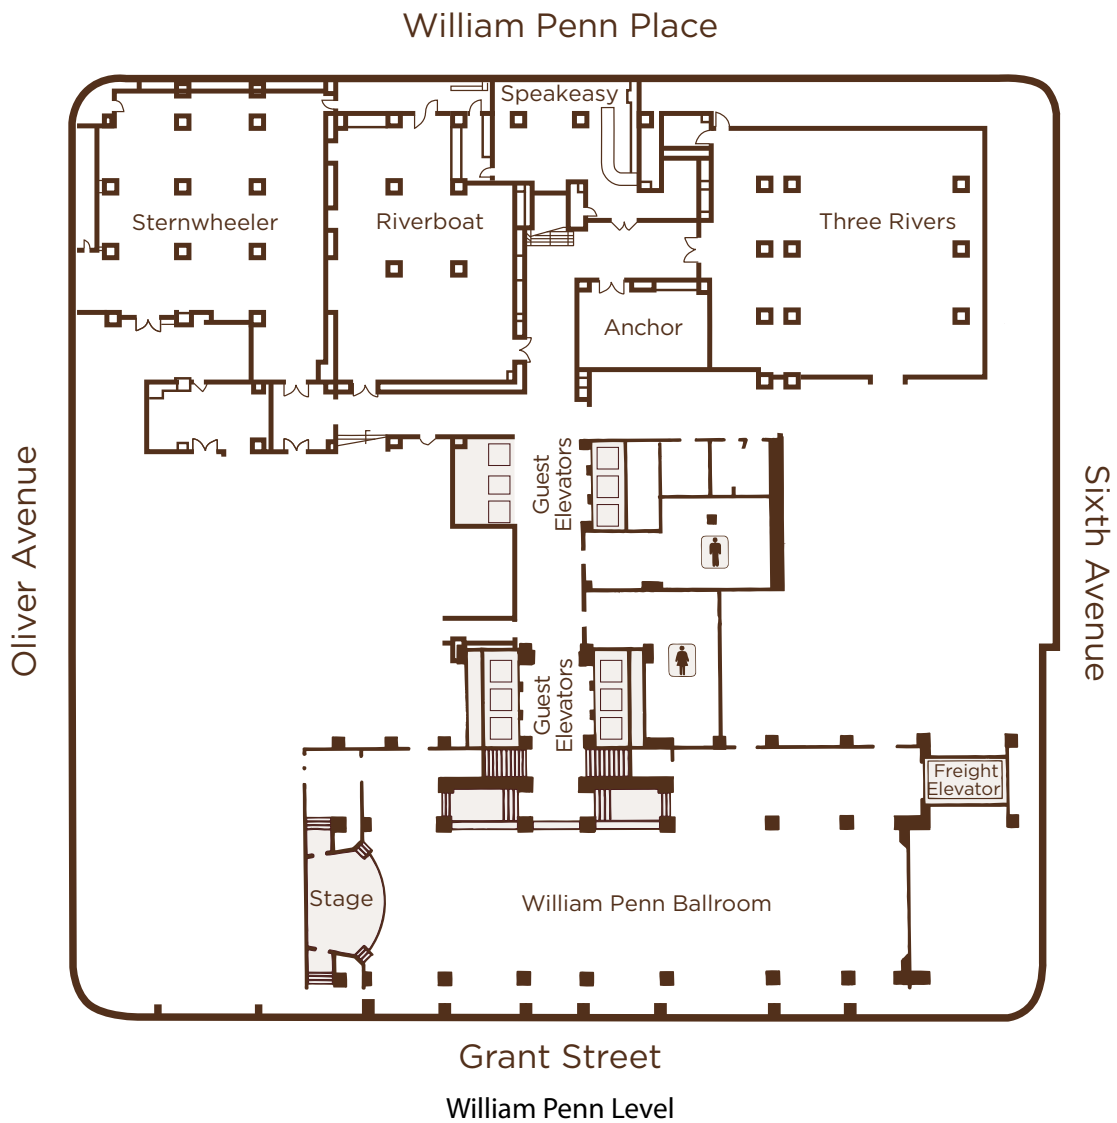 William Penn Place
Speakeasy
Sternwheeler
Riverboat
Three Rivers
Anchor
Oliver Avenue
Guest
Elevators
Sixth Avenue
Guest
Elevators
Freight
Elevator
Stage
William Penn Ballroom
Grant Street
William Penn Level